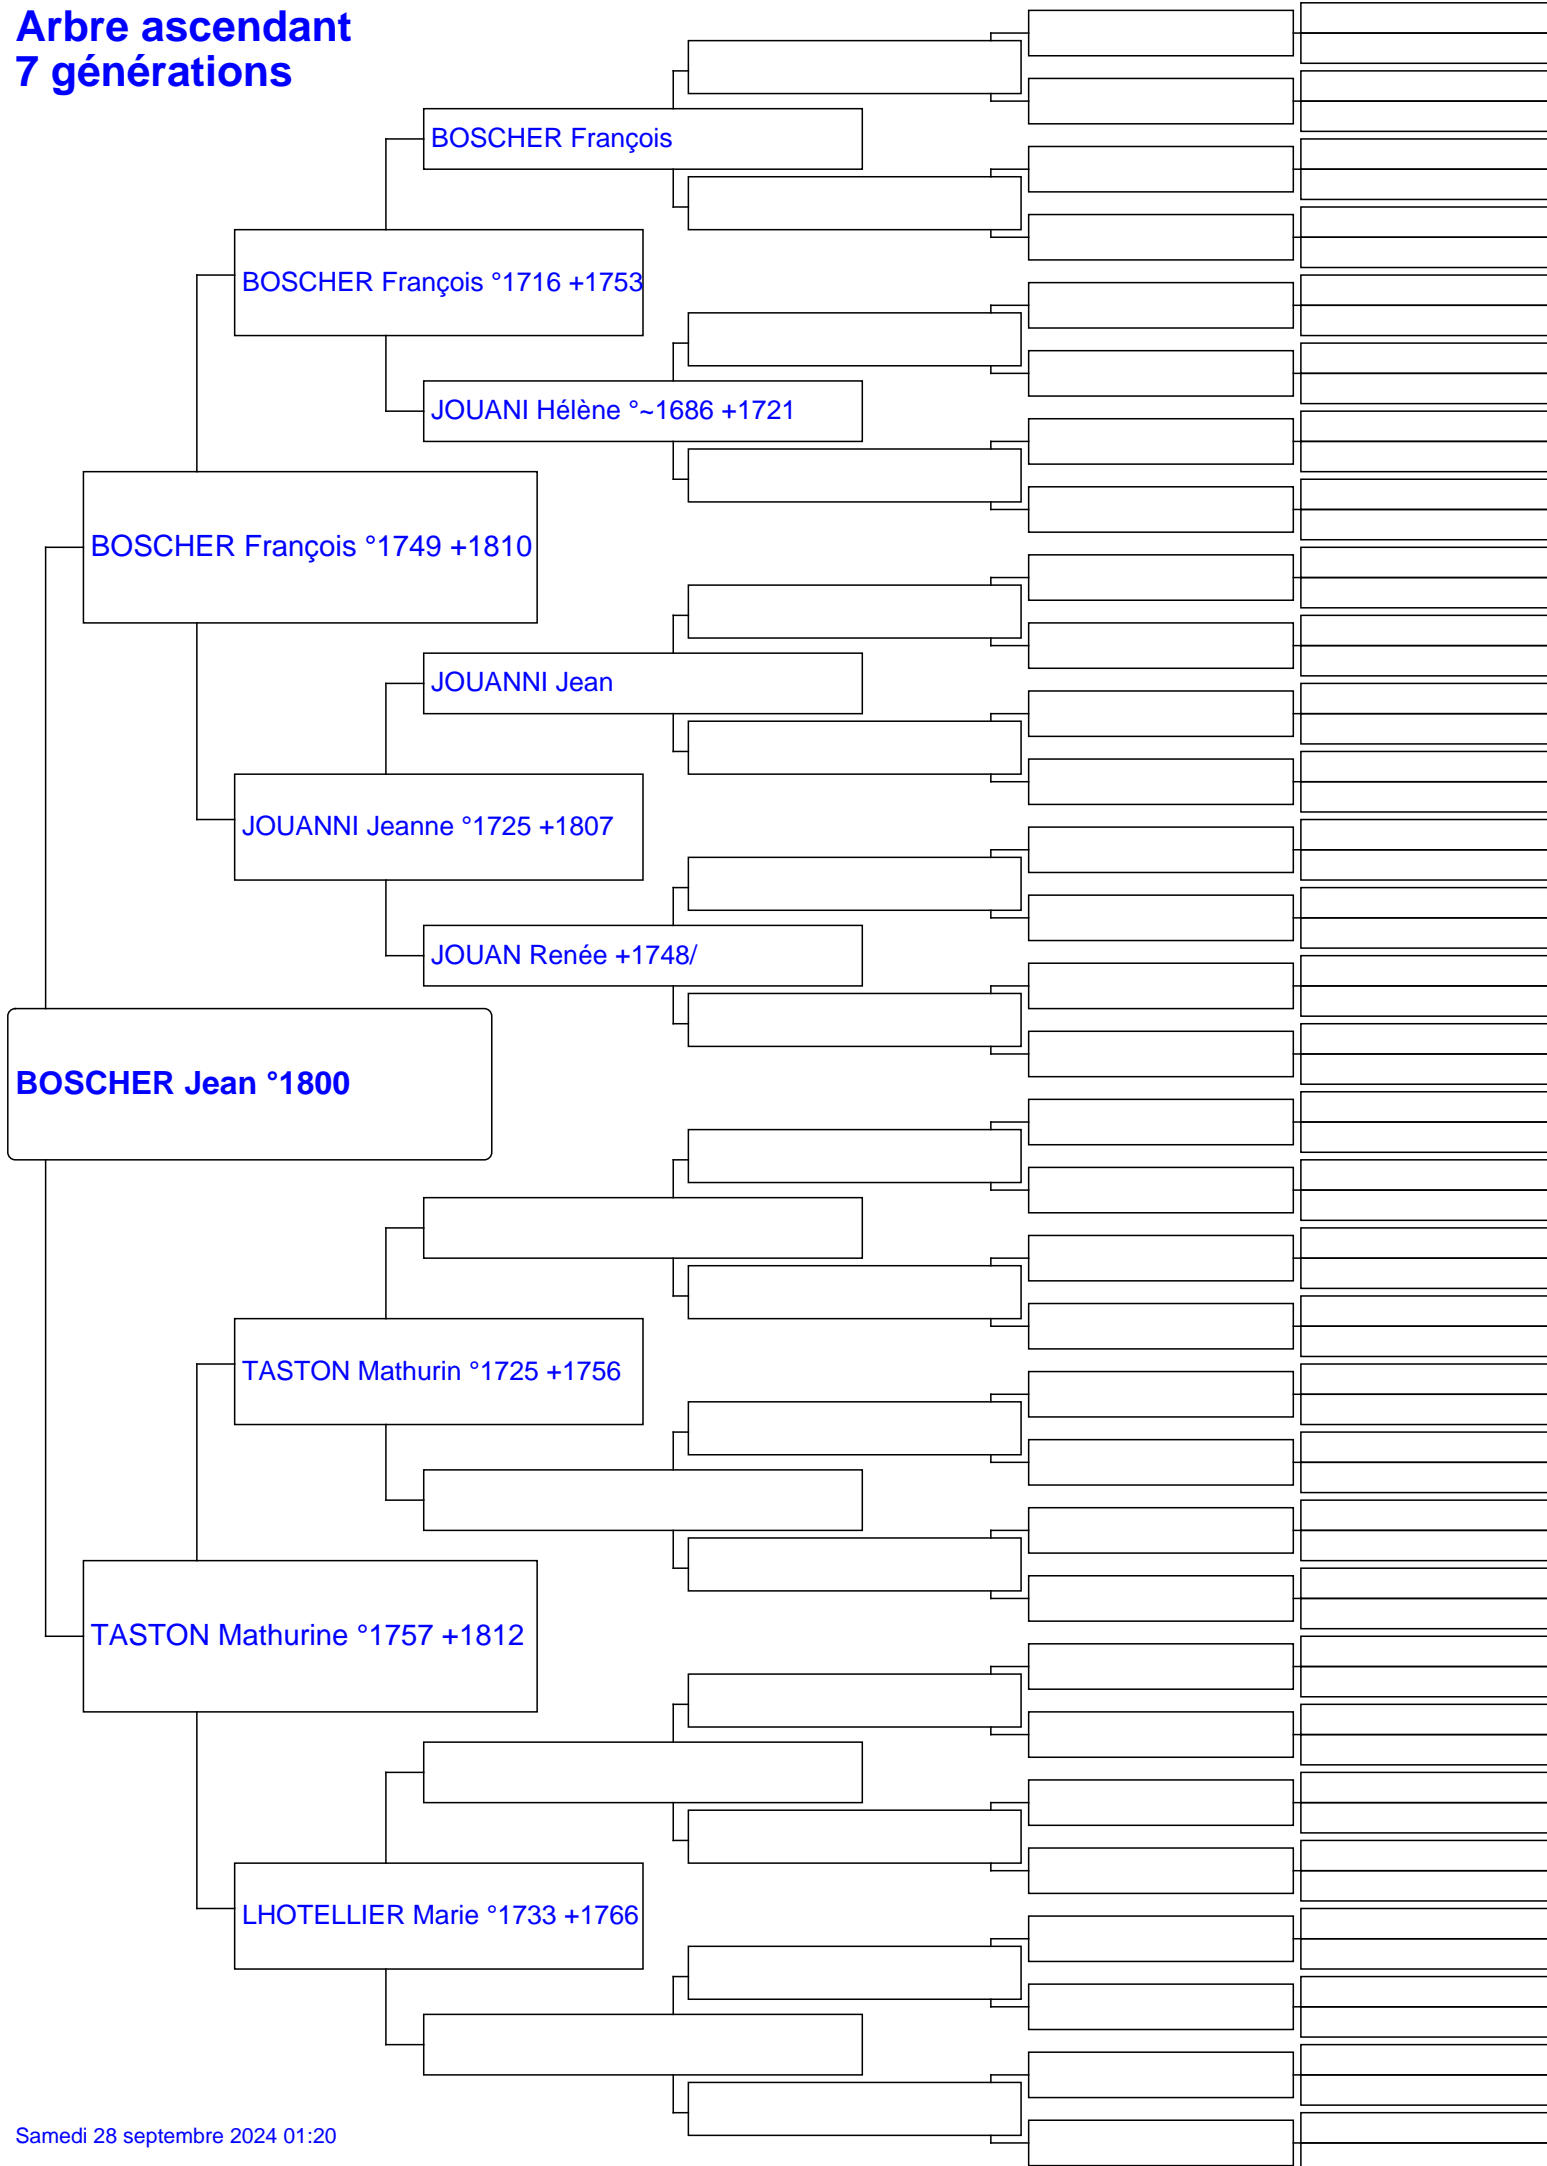 Arbre ascendant
7 générations
BOSCHER François
BOSCHER François °1716 +1753
JOUANI Hélène °~1686 +1721
BOSCHER François °1749 +1810
JOUANNI Jean
JOUANNI Jeanne °1725 +1807
JOUAN Renée +1748/
BOSCHER Jean °1800
TASTON Mathurin °1725 +1756
TASTON Mathurine °1757 +1812
LHOTELLIER Marie °1733 +1766
Samedi 28 septembre 2024 01:20